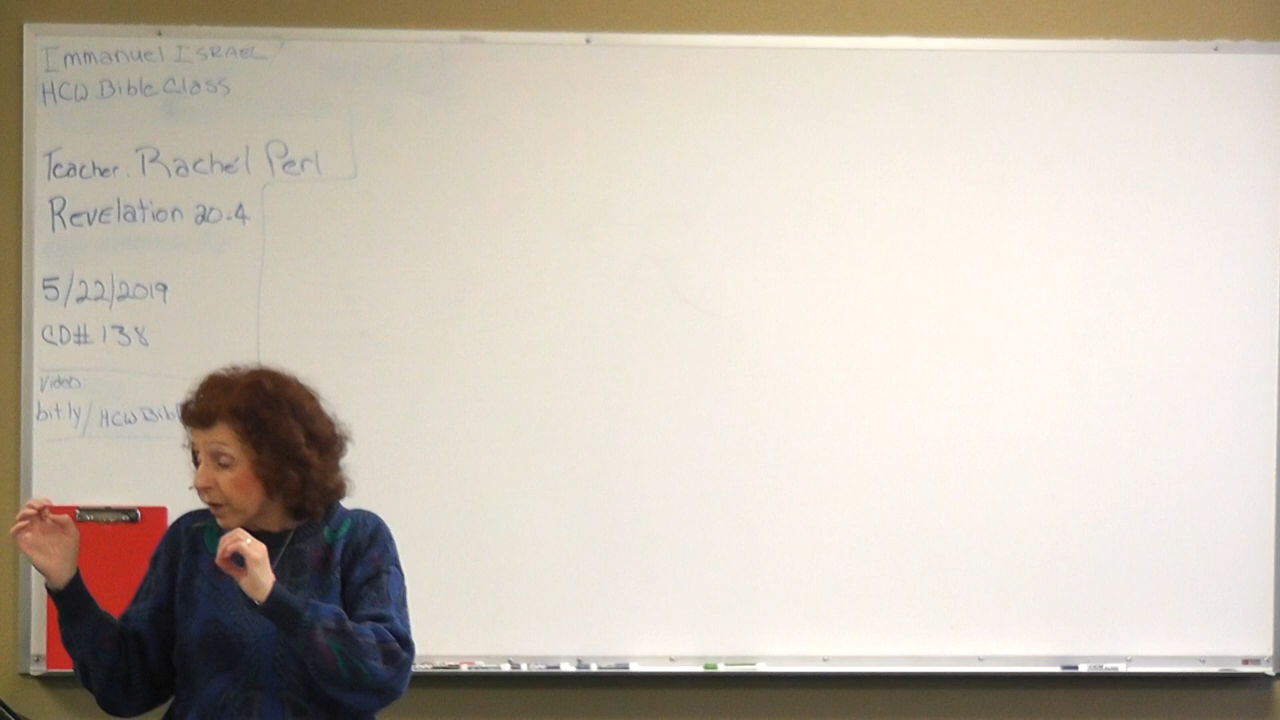 Immanuel ISRAEL
HCW Bible Class
Teacher: Rachel Perl
Revelation 20-4
5/22/2019
CD# 138
Video:
bit.ly/HCWBibl